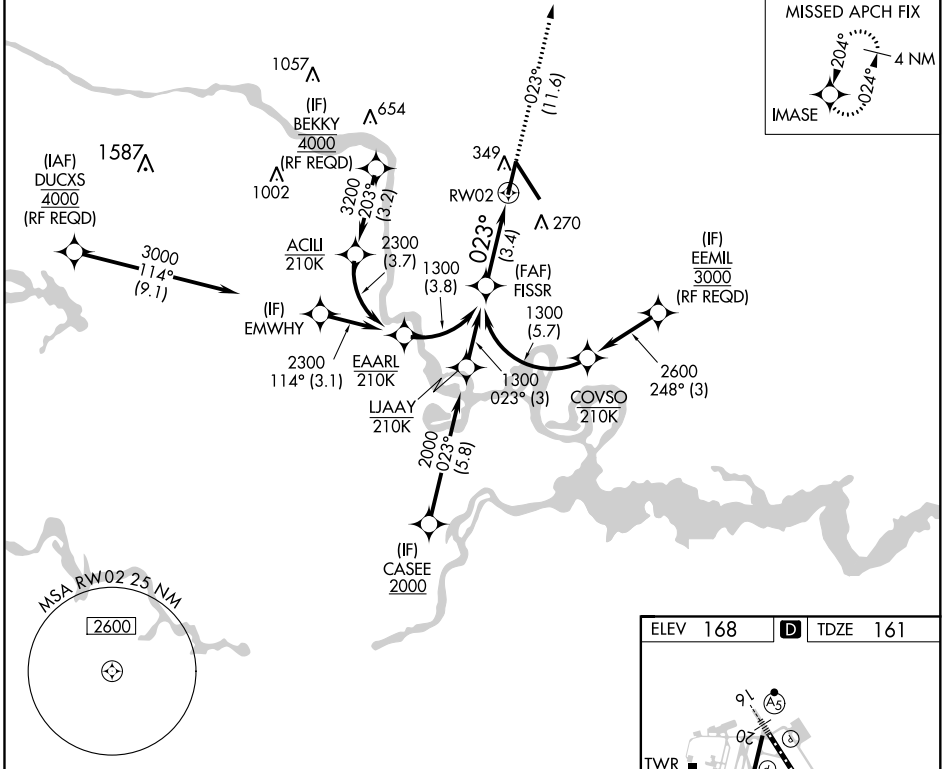 MISSED APCH FIX
204°
024°
4 NM
IMASE
023°
(11.6)
1057
654
(IF)
BEKKY
4000
(RF REQD)
1587
1002
(IAF)
DUCXS
4000
(RF REQD)
349
RW02
270
3200
203°
(3.2)
ACILI
210K
2300
(3.7)
1300
(3.8)
023°
(3.4)
(FAF)
FISSR
(IF)
EEMIL
3000
(RF REQD)
3000
114°
(9.1)
(IF)
EMWHY
1300
(5.7)
2300
114° (3.1)
EAARL
210K
LJAAY
210K
1300
023° (3)
COVSO
210K
2600
248° (3)
2000
023°
(5.8)
(IF)
CASEE
2000
MSA RW02 25 NM
2600
ELEV 168
D
TDZE 161
16
A5
20
P
TWR
P